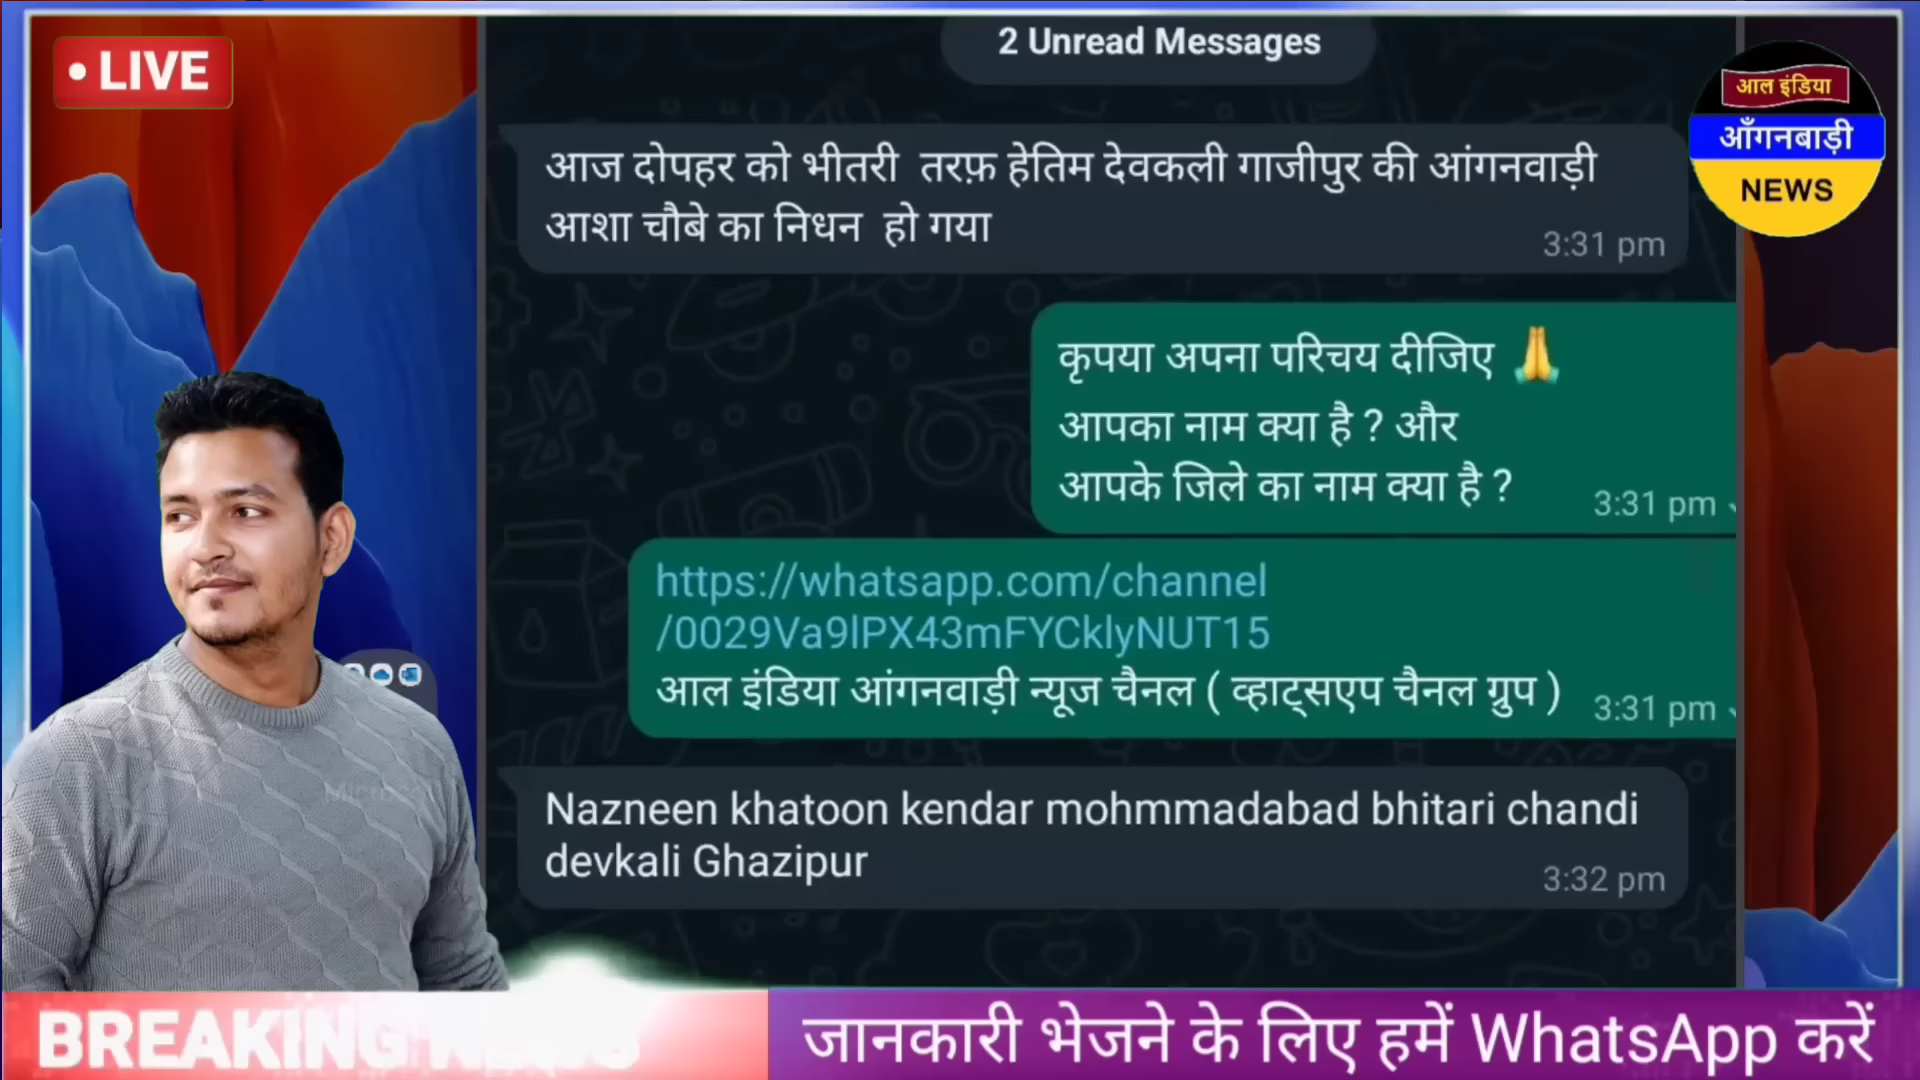 • LIVE
2 Unread Messages
आल इंडिया
आँगनबाड़ी
NEWS
आज दोपहर को भीतरी तरफ़ हेतिम देवकली गाजीपुर की आंगनवाड़ी
आशा चौबे का निधन हो गया
3:31 pm
कृपया अपना परिचय दीजिए 🙏
आपका नाम क्या है ? और
आपके जिले का नाम क्या है ?
3:31 pm
https://whatsapp.com/channel
/0029Va9lPX43mFYCklyNUT15
आल इंडिया आंगनवाड़ी न्यूज चैनल ( व्हाट्सएप चैनल ग्रुप )
3:31 pm
Nazneen khatoon kendar mohmmadabad bhitari chandi
devkali Ghazipur
3:32 pm
BREAKING NEWS
जानकारी भेजने के लिए हमें WhatsApp करें